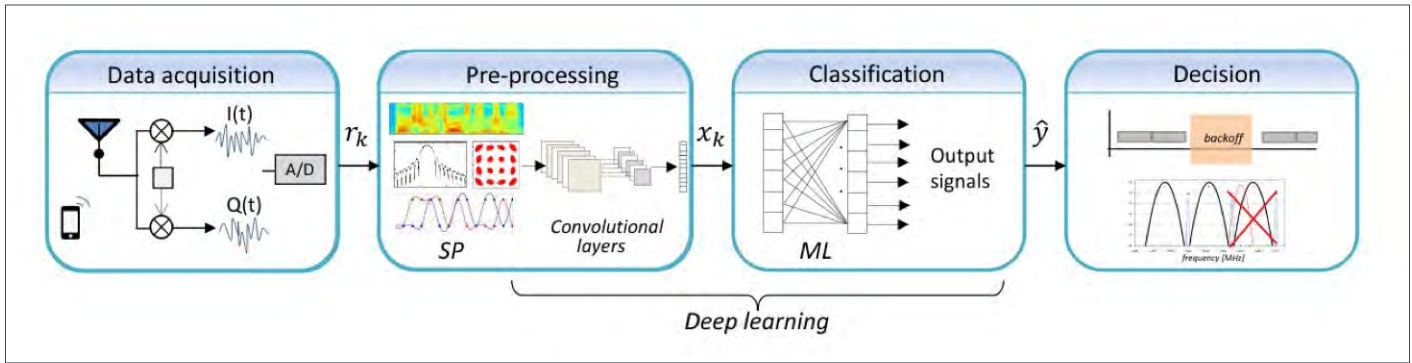 Data acquisition
I(t)
A/D
Q(t)
r_k
Pre-processing
SP
Convolutional
layers
x_k
Classification
Output
signals
ML
ŷ
Decision
backoff
frequency [MHz]
Deep learning